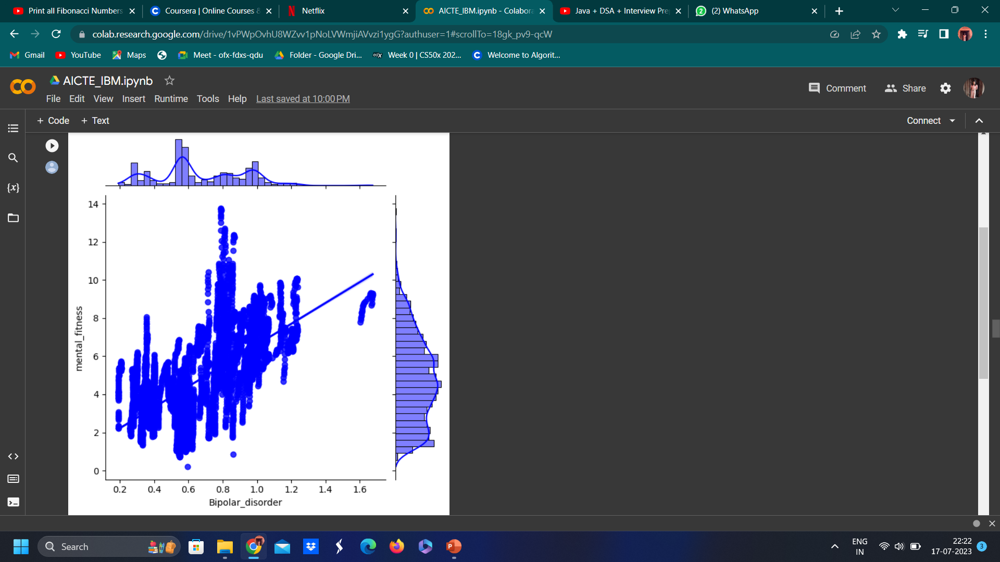 Print all Fibonacci Numbers
Coursera | Online Courses &
Netflix
AICTE_IBM.ipynb - Colabora
Java + DSA + Interview Pre
(2) WhatsApp
colab.research.google.com/drive/1vPWpOvhU8WZvv1pNoLVWmjiAVvzi1ygG?authuser=1#scrollTo=18gk_pv9-qcW
Gmail
YouTube
Maps
Meet - ofx-fdxs-qdu
Folder - Google Dri...
edX
Week 0 | CS50x 202...
Welcome to Algorit...
AICTE_IBM.ipynb
File Edit View Insert Runtime Tools Help Last saved at 10:00 PM
Comment
Share
+ Code + Text
Connect
{x}
14
12
10
8
6
4
2
0
mental_fitness
0.2 0.4 0.6 0.8 1.0 1.2 1.4 1.6
Bipolar_disorder
Search
ENG
IN
22:22
17-07-2023
3